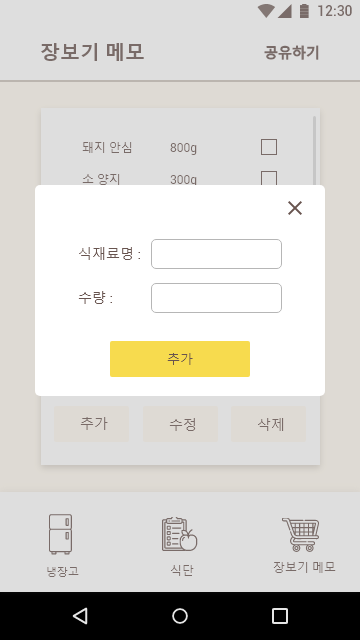 12:30
장보기 메모 공유하기
돼지 안심 800g
소 양지 300g
식재료명 :
수량 :
추가
추가 수정 삭제
냉장고 식단 장보기 메모